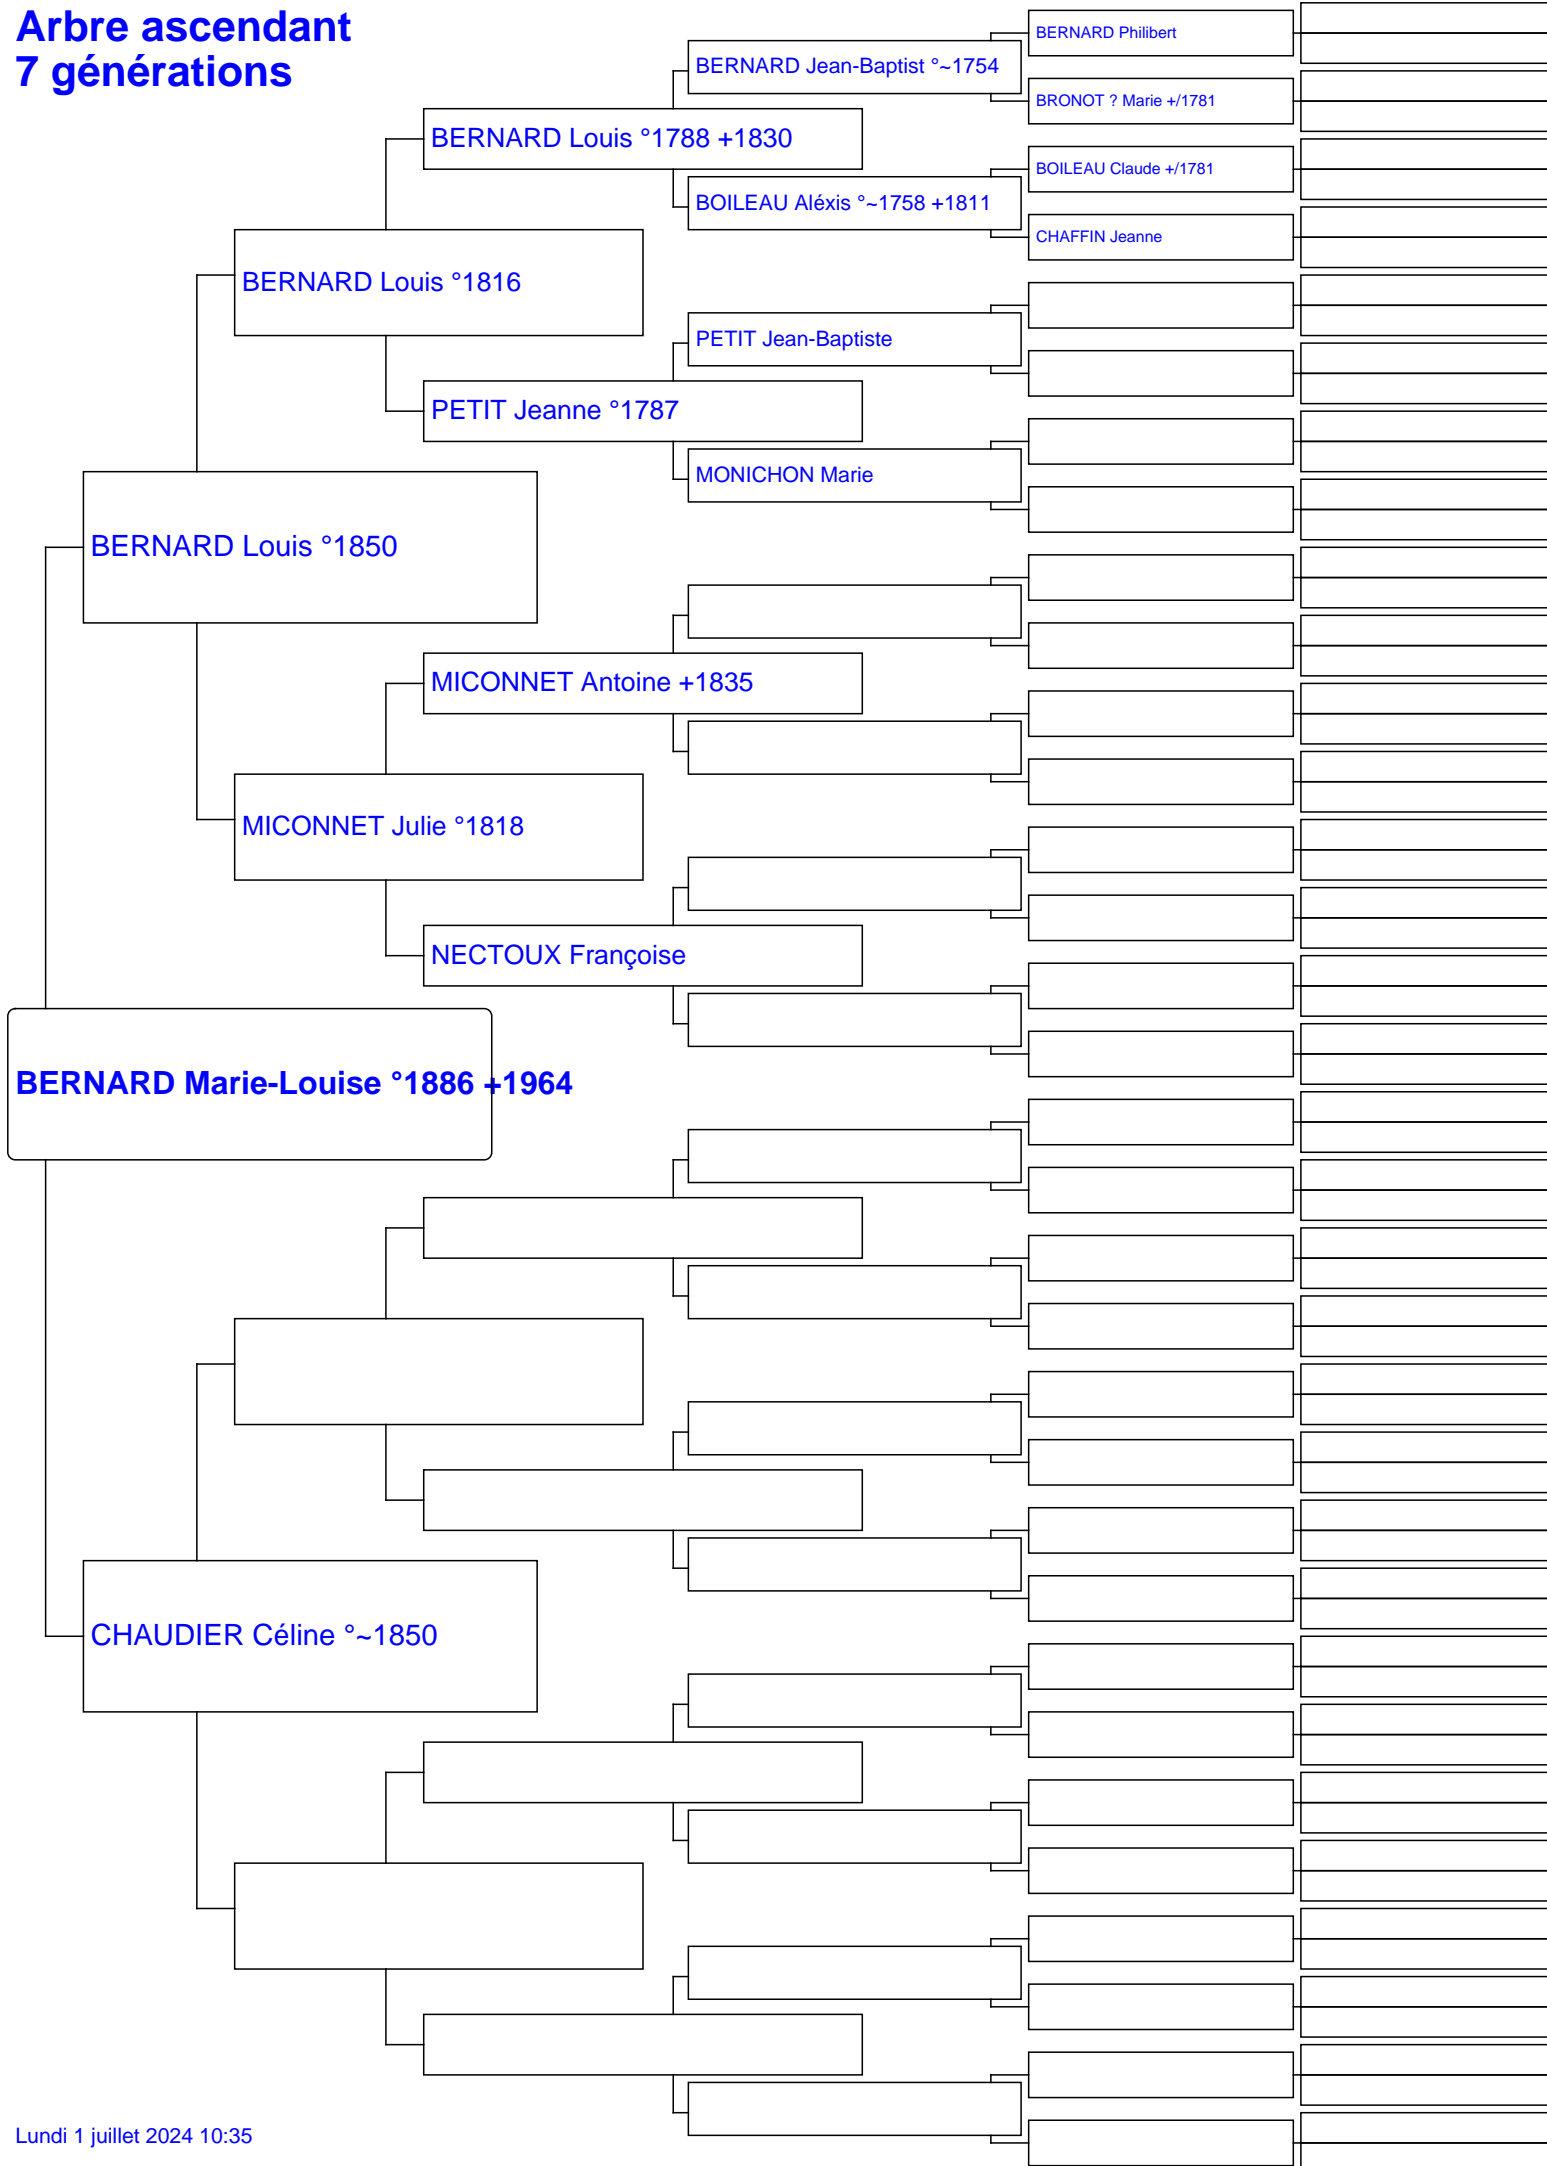 Arbre ascendant
7 générations
BERNARD Philibert
BERNARD Jean-Baptist °~1754
BRONOT ? Marie +/1781
BERNARD Louis °1788 +1830
BOILEAU Claude +/1781
BOILEAU Aléxis °~1758 +1811
CHAFFIN Jeanne
BERNARD Louis °1816
PETIT Jean-Baptiste
PETIT Jeanne °1787
MONICHON Marie
BERNARD Louis °1850
MICONNET Antoine +1835
MICONNET Julie °1818
NECTOUX Françoise
BERNARD Marie-Louise °1886 +1964
CHAUDIER Céline °~1850
Lundi 1 juillet 2024 10:35